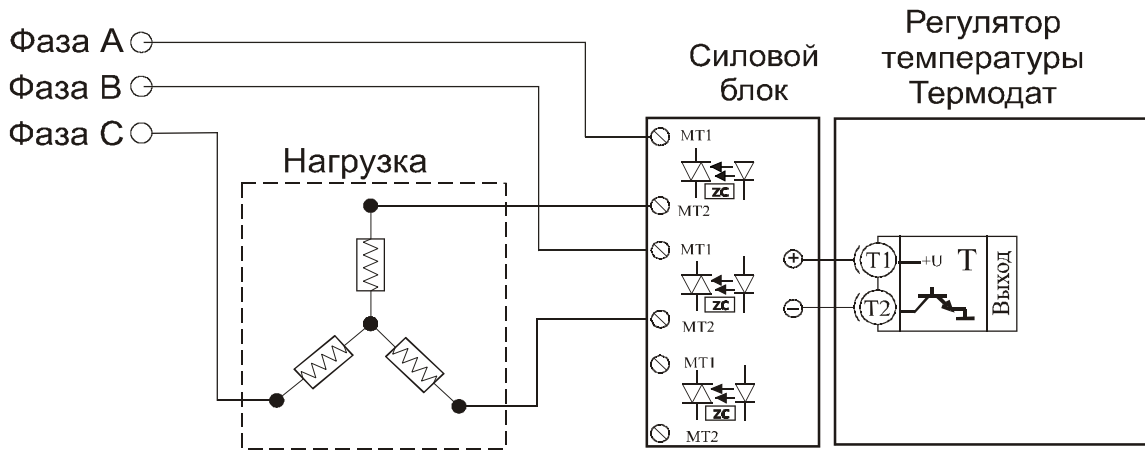 Фаза А
Фаза В
Фаза С
Нагрузка
Силовой
блок
Регулятор
температуры
Термодат
MT1
ZC
MT2
MT1
ZC
MT2
MT1
ZC
MT2
+
−
T1
+U
T
T2
Выход